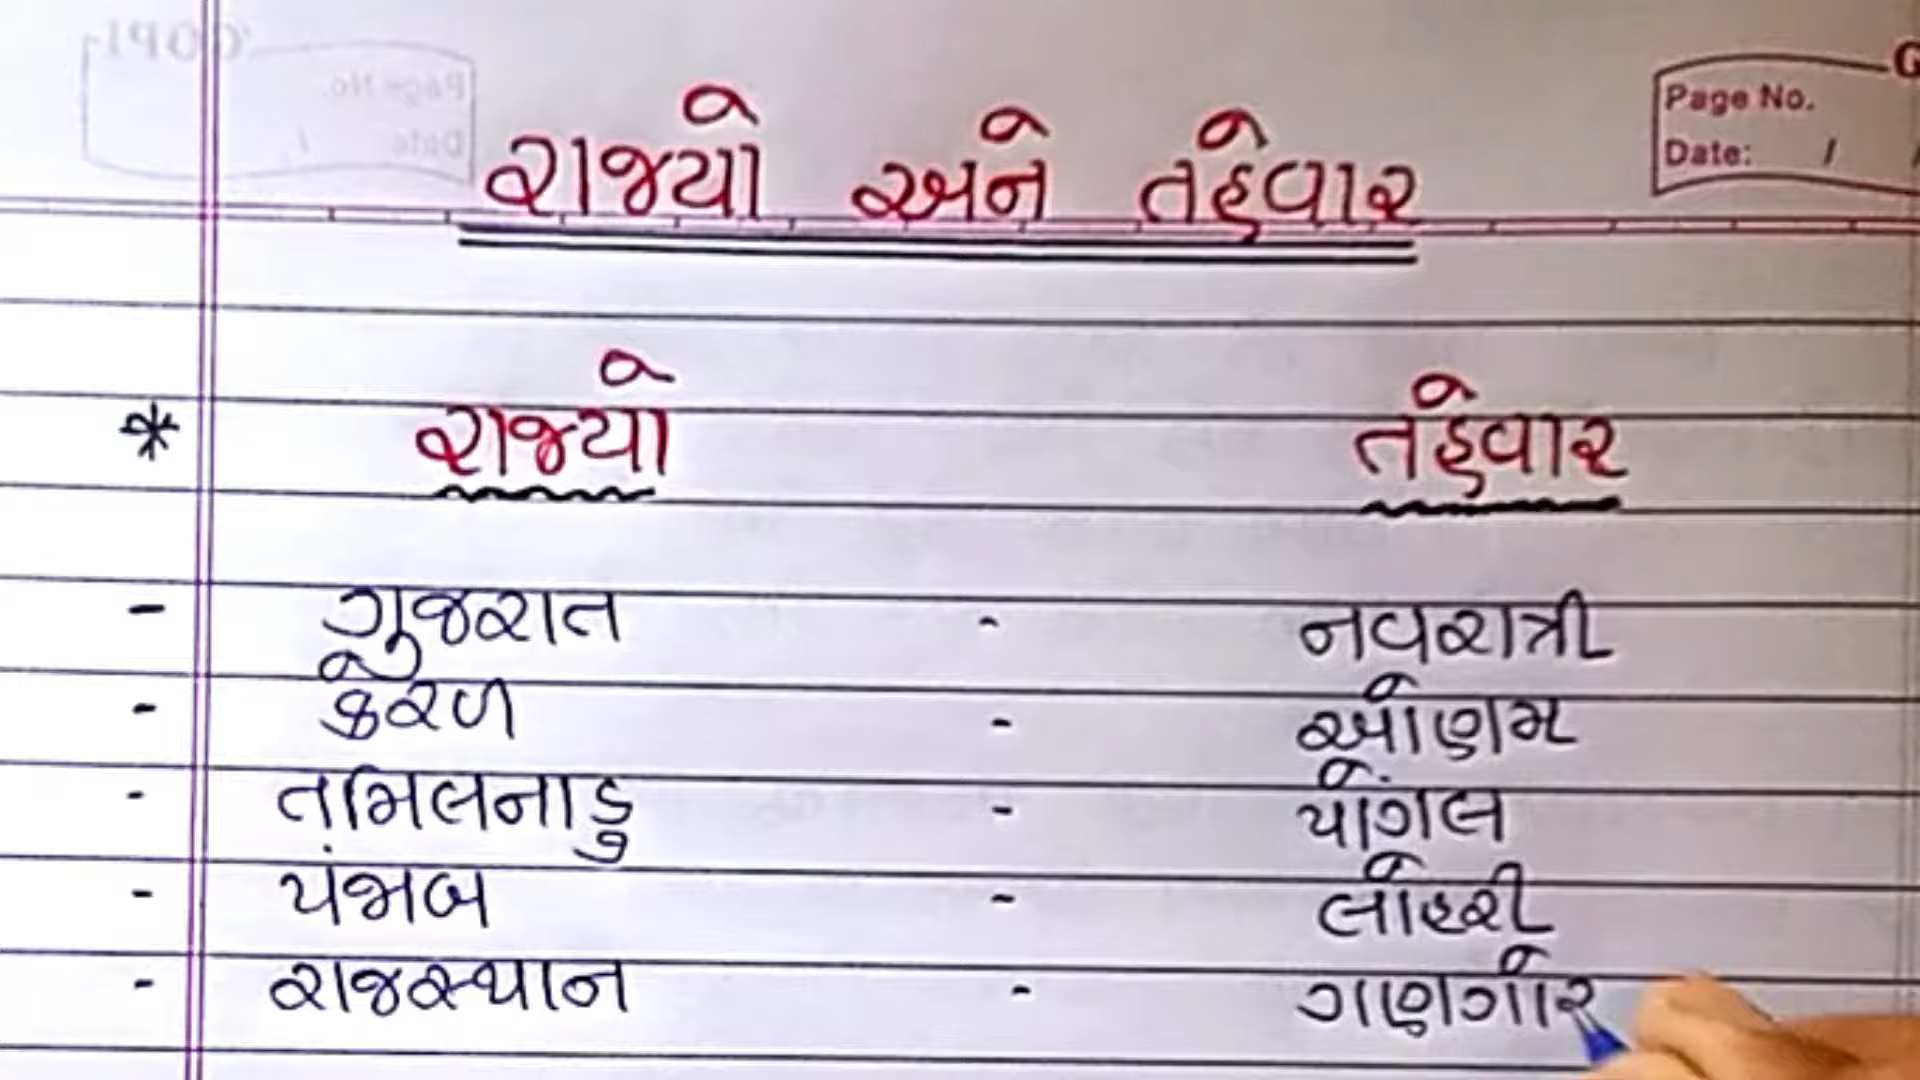 Page No.
Date: / /
રાજ્યો અને તહેવાર
* રાજ્યો તહેવાર
- ગુજરાત - નવરાત્રી
- કેરળ - ઓણમ
- તમિલનાડુ - પોંગલ
- પંજાબ - લોહરી
- રાજસ્થાન - ગણગોર